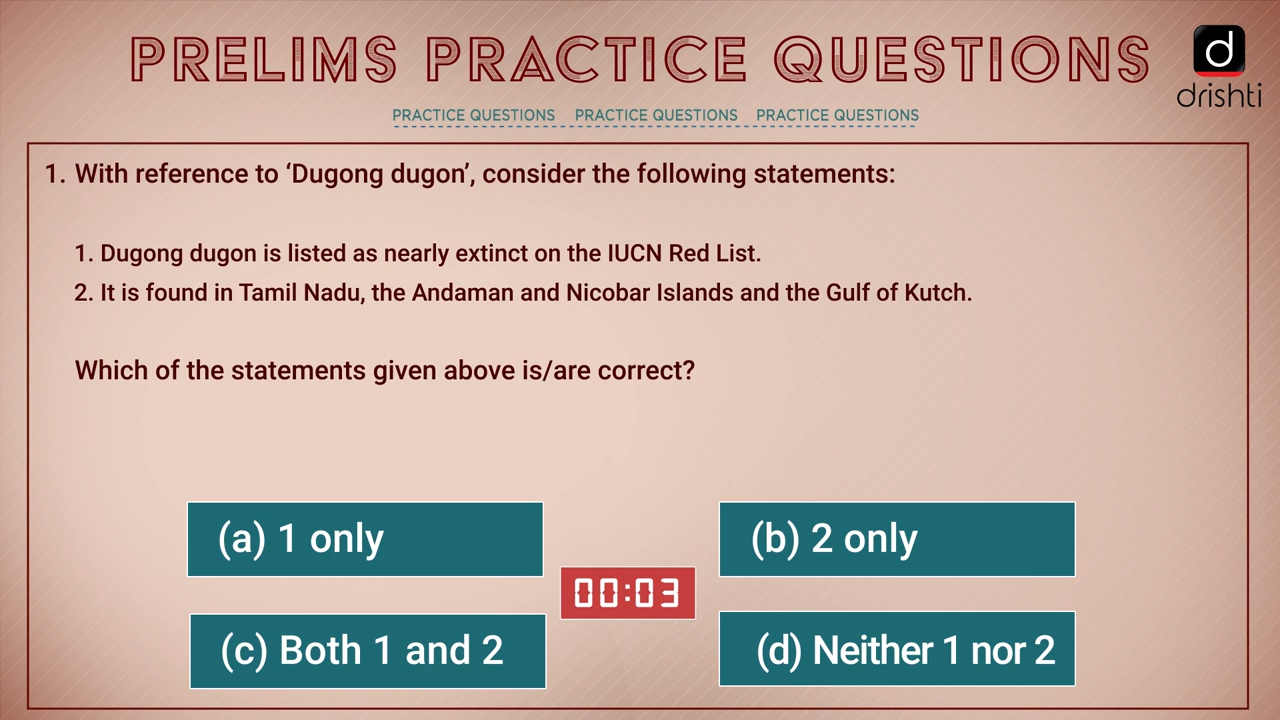 PRELIMS PRACTICE QUESTIONS
d
drishti
PRACTICE QUESTIONS PRACTICE QUESTIONS PRACTICE QUESTIONS
1. With reference to ‘Dugong dugon’, consider the following statements:
1. Dugong dugon is listed as nearly extinct on the IUCN Red List.
2. It is found in Tamil Nadu, the Andaman and Nicobar Islands and the Gulf of Kutch.
Which of the statements given above is/are correct?
(a) 1 only
(b) 2 only
00:03
(c) Both 1 and 2
(d) Neither 1 nor 2